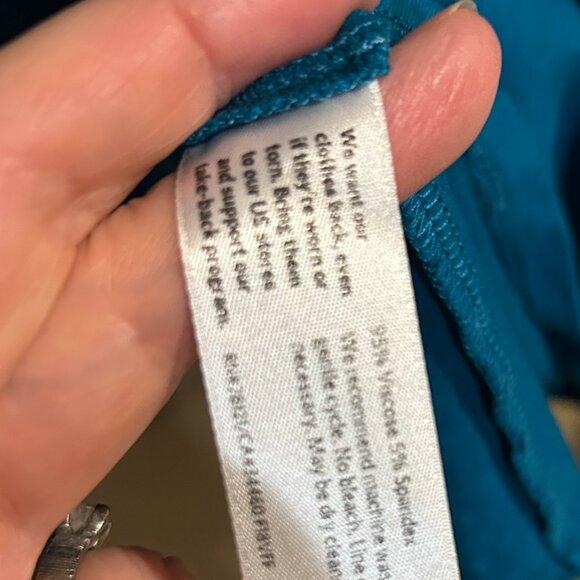 We want our
clothes back, even
if they're worn or
torn. Bring them
to our US stores
and support our
take-back program.
95% Viscose 5% Spandex
We recommend machine was
gentle cycle. No bleach. Line
necessary. May be dry clean